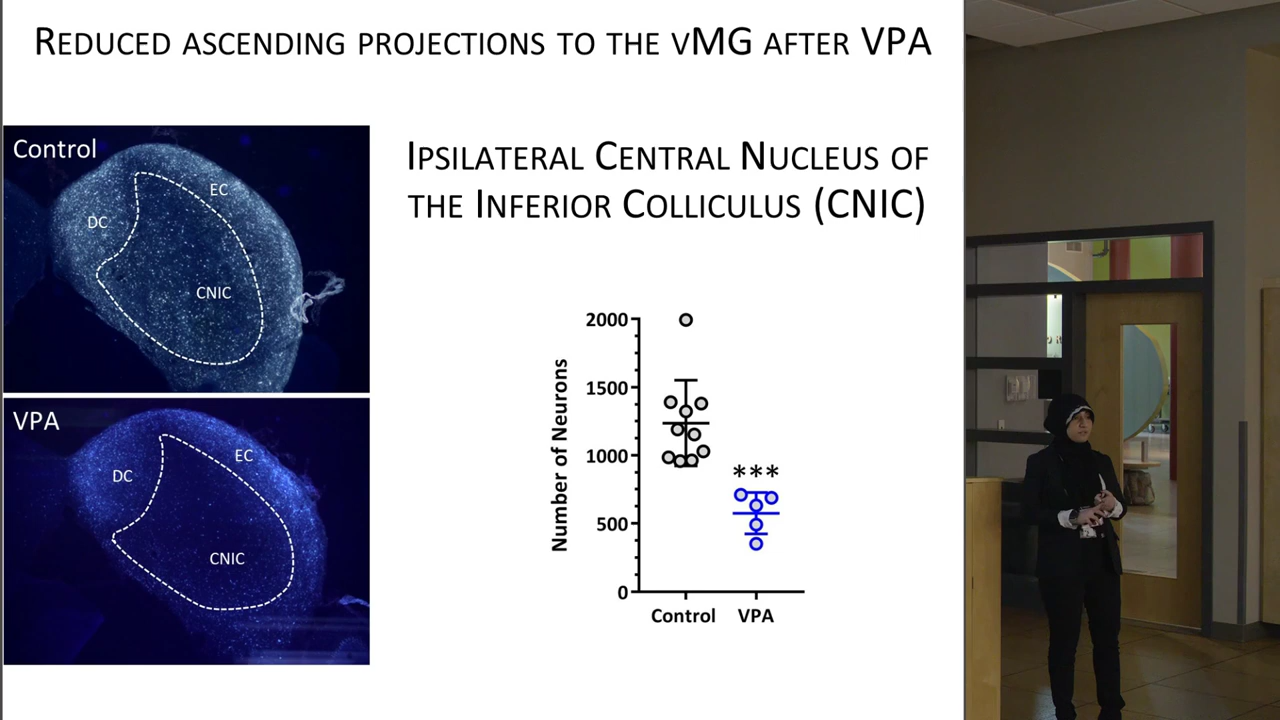 REDUCED ASCENDING PROJECTIONS TO THE VMG AFTER VPA
Control
EC
DC
CNIC
VPA
EC
DC
CNIC
IPSILATERAL CENTRAL NUCLEUS OF
THE INFERIOR COLLICULUS (CNIC)
Number of Neurons
2000
1500
1000
500
0
***
Control
VPA